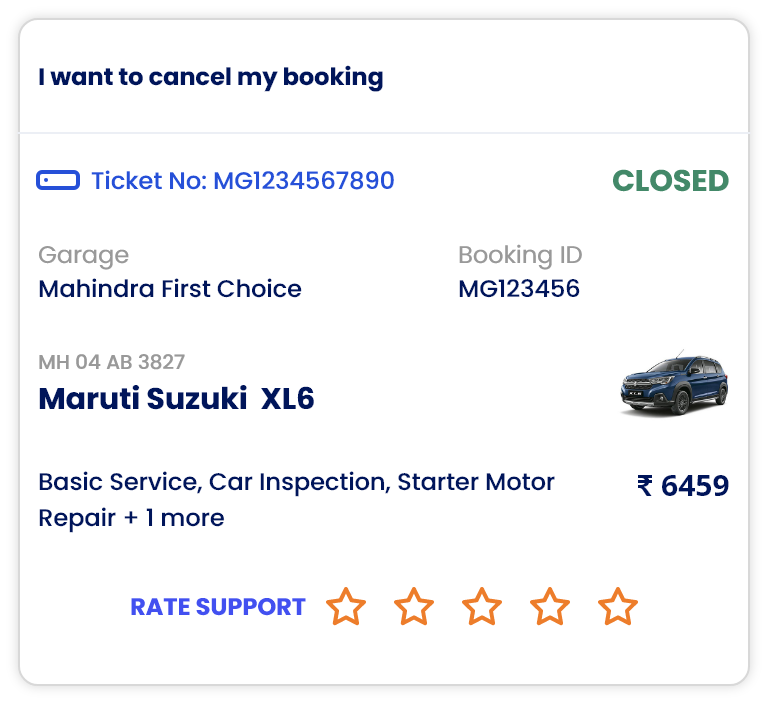 I want to cancel my booking
Ticket No: MG1234567890
CLOSED
Garage
Booking ID
Mahindra First Choice
MG123456
MH 04 AB 3827
Maruti Suzuki XL6
Basic Service, Car Inspection, Starter Motor
₹ 6459
Repair + 1 more
RATE SUPPORT